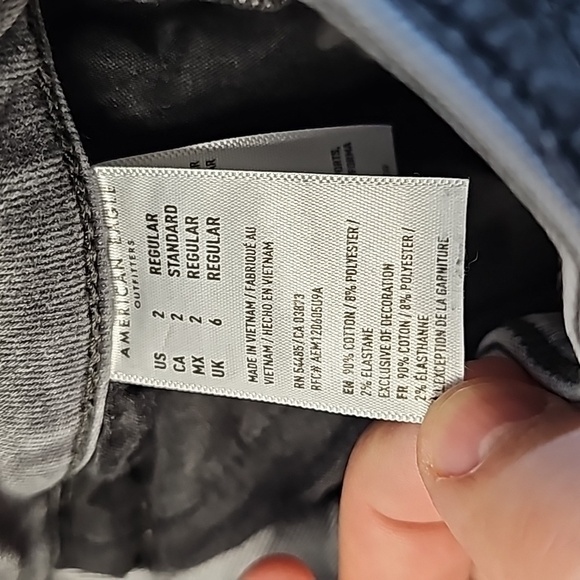 AMERICAN EAGLE
OUTFITTERS
US 2 REGULAR
CA 2 STANDARD
MX 2 REGULAR
UK 6 REGULAR
MADE IN VIETNAM / FABRIQUÉ AU
VIETNAM / HECHO EN VIETNAM
RN 54485 / CA 03873
RFC# AEM120005U9A
EN 90% COTTON / 8% POLYESTER /
2% ELASTANE
EXCLUSIVE OF DECORATION
FR 90% COTON / 8% POLYESTER /
2% ÉLASTHANNE
L'EXCEPTION DE LA GARNITURE